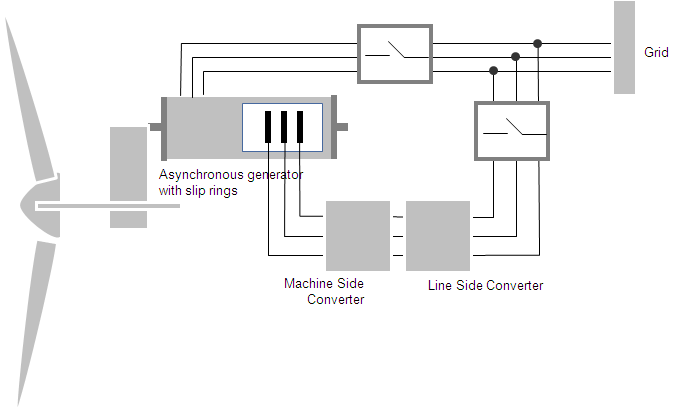 Grid
Asynchronous generator
with slip rings
Machine Side
Converter
Line Side Converter